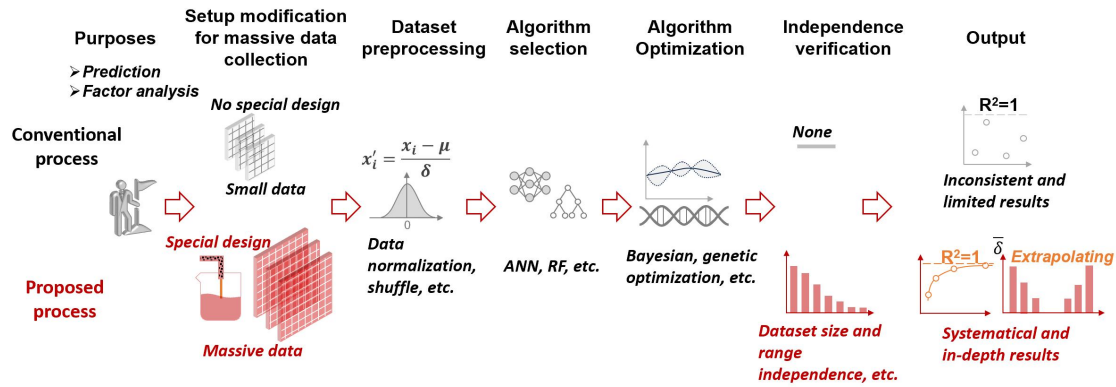 Purposes
➢Prediction
➢Factor analysis
Setup modification
for massive data
collection
Dataset
preprocessing
Algorithm
selection
Algorithm
Optimization
Independence
verification
Output
Conventional
process
No special design
Small data
x′ᵢ = (xᵢ − μ) / δ
0
None
R²=1
Inconsistent and
limited results
Proposed
process
Special design
Massive data
Data
normalization,
shuffle, etc.
ANN, RF, etc.
Bayesian, genetic
optimization, etc.
Dataset size and
range
independence, etc.
R²=1
δ̅
Extrapolating
Systematical and
in-depth results